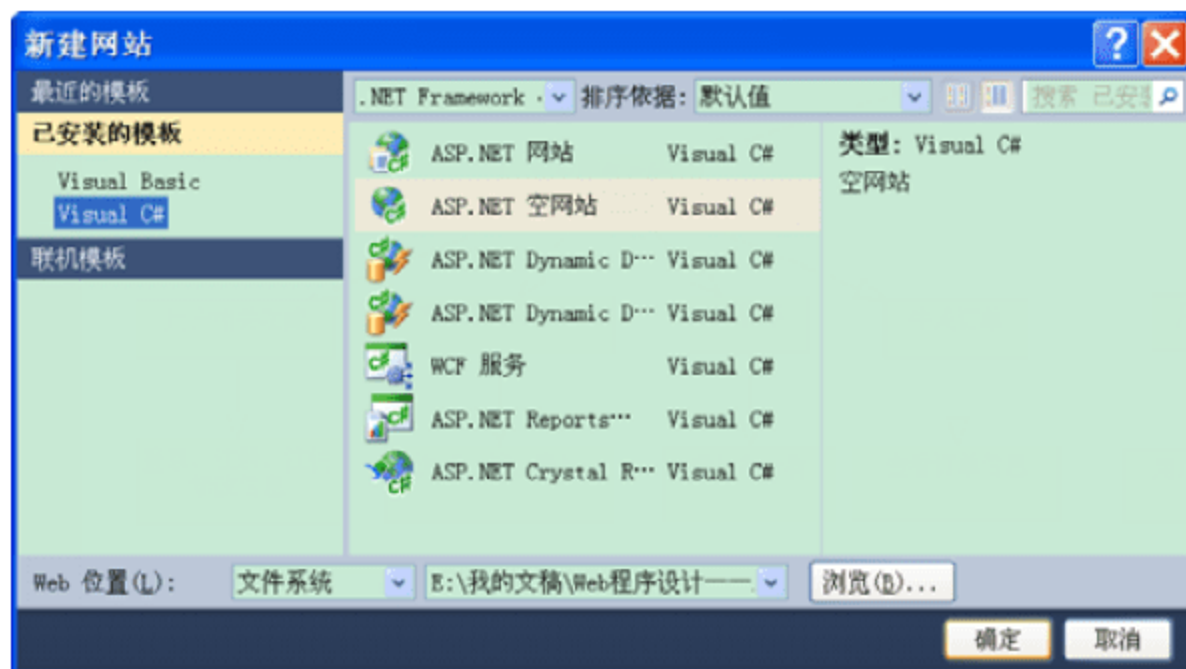 新建网站
最近的模板
已安装的模板
Visual Basic
Visual C#
联机模板
.NET Framework 排序依据: 默认值 搜索 已安装
ASP.NET 网站 Visual C#
ASP.NET 空网站 Visual C#
ASP.NET Dynamic D… Visual C#
ASP.NET Dynamic D… Visual C#
WCF 服务 Visual C#
ASP.NET Reports… Visual C#
ASP.NET Crystal R… Visual C#
类型: Visual C#
空网站
Web 位置(L): 文件系统 E:\我的文稿\Web程序设计—— 浏览(B)...
确定 取消